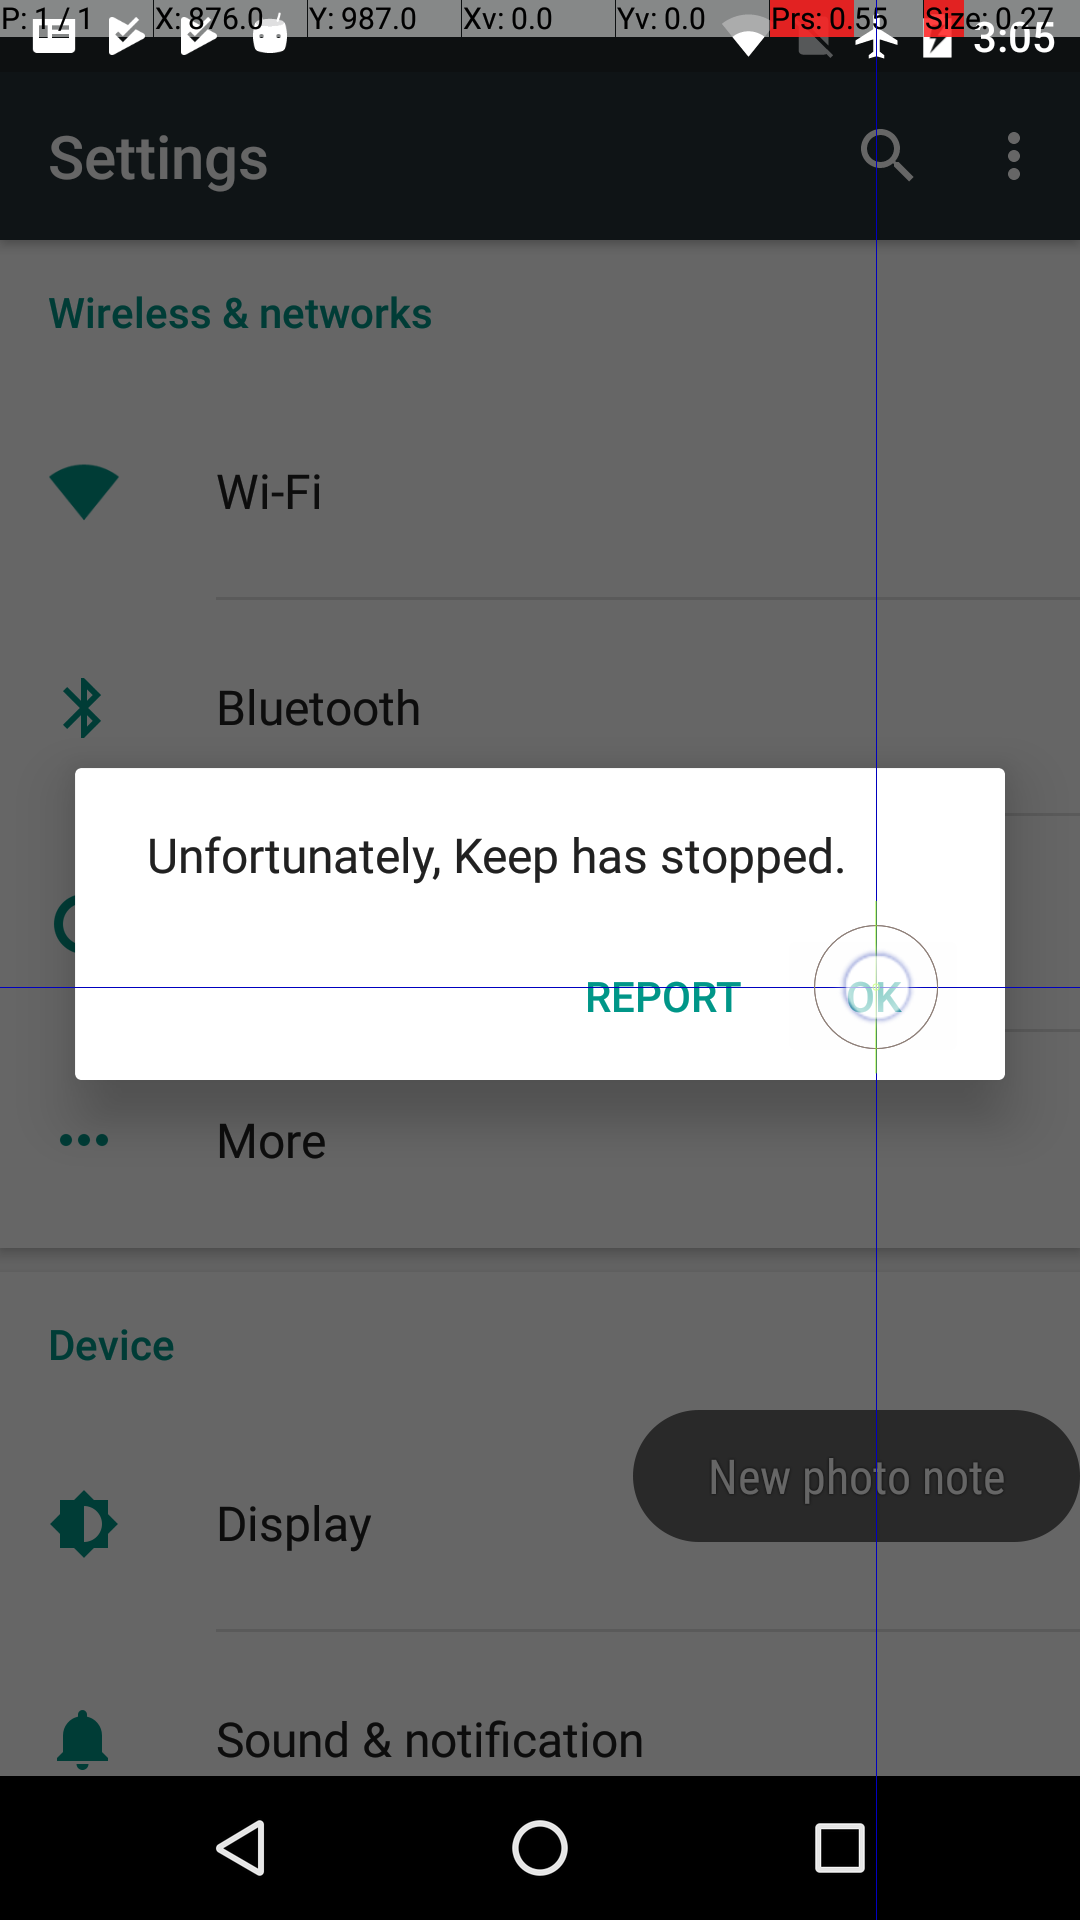 P: 1 / 1 X: 876.0 Y: 987.0 Xv: 0.0 Yv: 0.0 Prs: 0.55 Size: 0.27
3:05
Settings
Wireless & networks
Wi-Fi
Bluetooth
Unfortunately, Keep has stopped.
REPORT OK
More
Device
New photo note
Display
Sound & notification